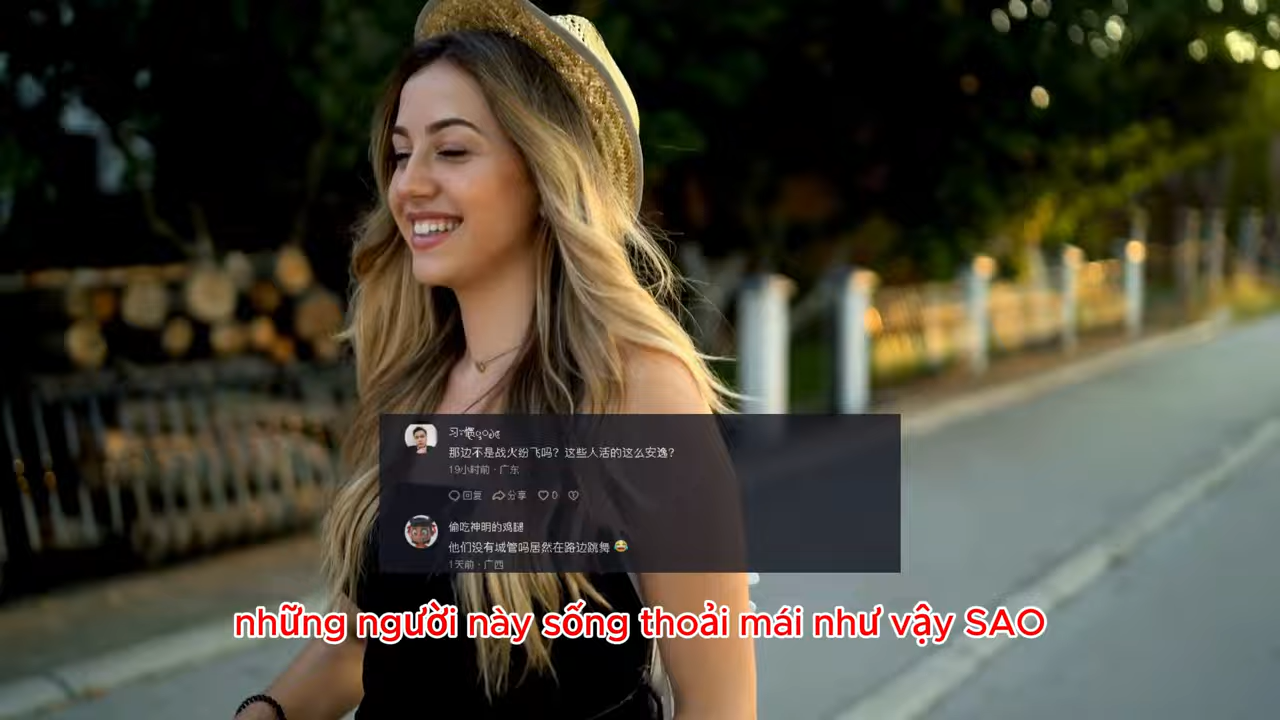 那边不是战火纷飞吗？这些人活的这么安逸？
19小时前 · 广东
回复 分享 0
偷吃神明的鸡腿
他们没有城管吗居然在路边跳舞 😂
1天前 · 广西
những người này sống thoải mái như vậy SAO